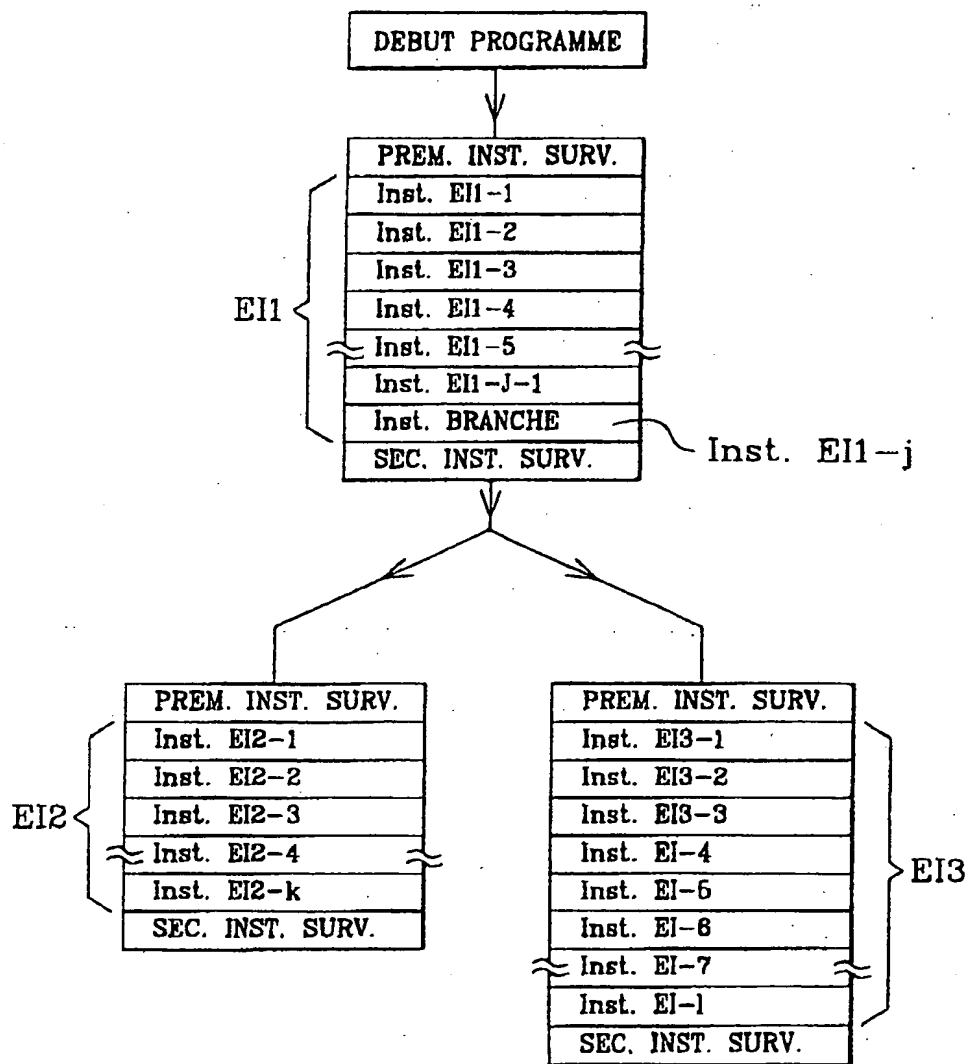 DEBUT PROGRAMME
PREM. INST. SURV.
Inst. EI1-1
Inst. EI1-2
Inst. EI1-3
EI1
Inst. EI1-4
Inst. EI1-5
Inst. EI1-J-1
Inst. BRANCHE
Inst. EI1-j
SEC. INST. SURV.
PREM. INST. SURV.
Inst. EI2-1
Inst. EI2-2
EI2
Inst. EI2-3
Inst. EI2-4
Inst. EI2-k
SEC. INST. SURV.
PREM. INST. SURV.
Inst. EI3-1
Inst. EI3-2
Inst. EI3-3
Inst. EI-4
EI3
Inst. EI-5
Inst. EI-6
Inst. EI-7
Inst. EI-l
SEC. INST. SURV.